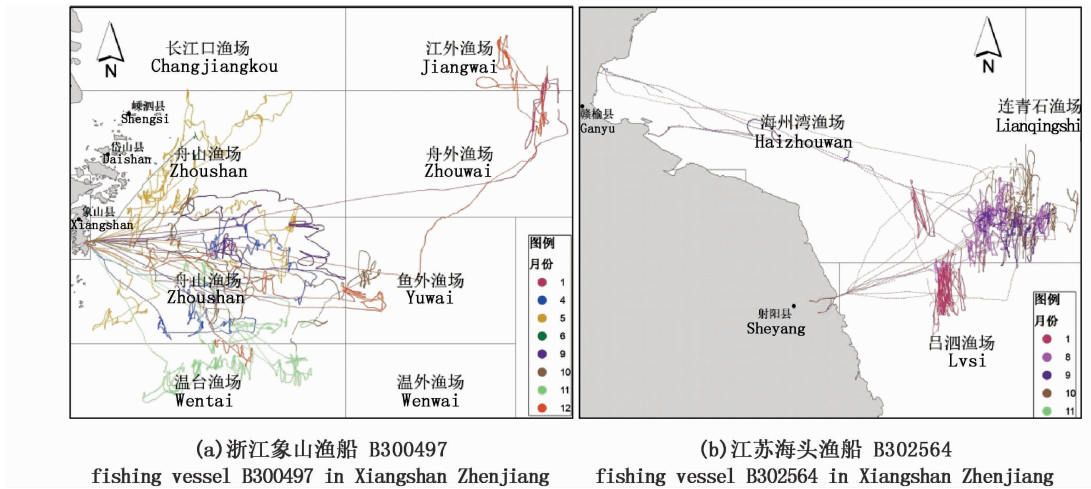 长江口渔场
Changjiangkou
江外渔场
Jiangwai
N
嵊泗县
Shengsi
岱山县
Daishan
舟山渔场
Zhoushan
舟外渔场
Zhouwai
象山县
Xiangshan
舟山渔场
Zhoushan
鱼外渔场
Yuwai
温台渔场
Wentai
温外渔场
Wenwai
图例
月份
1
4
5
6
9
10
11
12
(a)浙江象山渔船 B300497
fishing vessel B300497 in Xiangshan Zhenjiang
N
赣榆县
Ganyu
海州湾渔场
Haizhouwan
连青石渔场
Lianqingshi
射阳县
Sheyang
吕泗渔场
Lvsi
图例
月份
1
8
9
10
11
(b)江苏海头渔船 B302564
fishing vessel B302564 in Xiangshan Zhenjiang